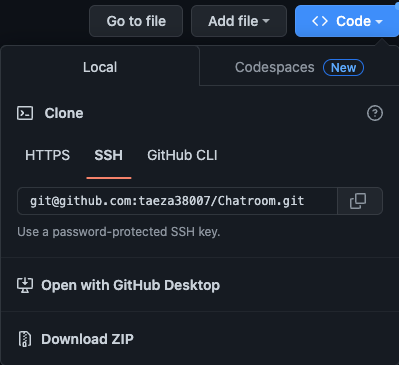 Go to file Add file Code
Local Codespaces New
Clone
HTTPS SSH GitHub CLI
git@github.com:taeza38007/Chatroom.git
Use a password-protected SSH key.
Open with GitHub Desktop
Download ZIP